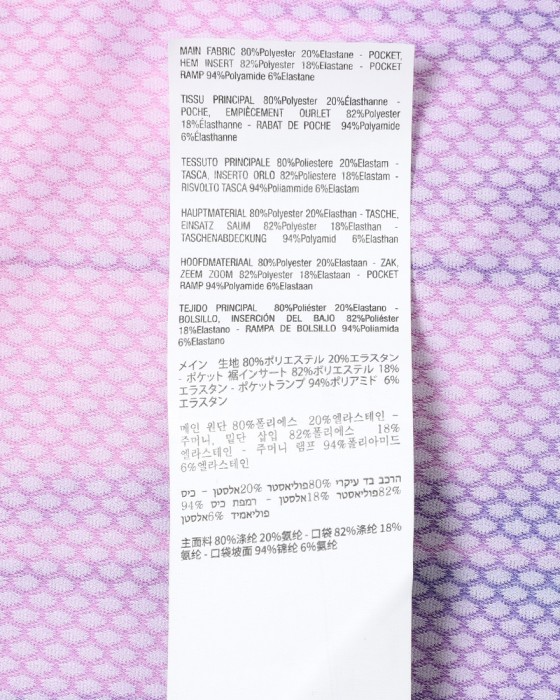 MAIN FABRIC 80%Polyester 20%Elastane - POCKET,
HEM INSERT 82%Polyester 18%Elastane - POCKET
RAMP 94%Polyamide 6%Elastane
TISSU PRINCIPAL 80%Polyester 20%Élasthanne -
POCHE, EMPIÈCEMENT OURLET 82%Polyester
18%Élasthanne - RABAT DE POCHE 94%Polyamide
6%Élasthanne
TESSUTO PRINCIPALE 80%Poliestere 20%Elastam -
TASCA, INSERTO ORLO 82%Poliestere 18%Elastam -
RISVOLTO TASCA 94%Poliammide 6%Elastam
HAUPTMATERIAL 80%Polyester 20%Elasthan - TASCHE,
EINSATZ SAUM 82%Polyester 18%Elasthan -
TASCHENABDECKUNG 94%Polyamid 6%Elasthan
HOOFDMATERIAAL 80%Polyester 20%Elastaan - ZAK,
ZEEM ZOOM 82%Polyester 18%Elastaan - POCKET
RAMP 94%Polyamide 6%Elastaan
TEJIDO PRINCIPAL 80%Poliéster 20%Elastano -
BOLSILLO, INSERCIÓN DEL BAJO 82%Poliéster
18%Elastano - RAMPA DE BOLSILLO 94%Poliamida
6%Elastano
メイン 生地 80%ポリエステル 20%エラスタン
- ポケット 裾インサート 82%ポリエステル 18%
エラスタン - ポケットランプ 94%ポリアミド 6%
エラスタン
메인 원단 80%폴리에스 20%엘라스테인 -
주머니, 밑단 삽입 82%폴리에스 18%
엘라스테인 - 주머니 램프 94%폴리아미드
6%엘라스테인
הרכב בד עיקרי 80%פוליאסטר 20%אלסטן - כיס
82%פוליאסטר 18%אלסטן - רמפת כיס 94%
פוליאמיד 6%אלסטן
主面料 80%涤纶 20%氨纶 - 口袋 82%涤纶 18%
氨纶 - 口袋坡面 94%锦纶 6%氨纶